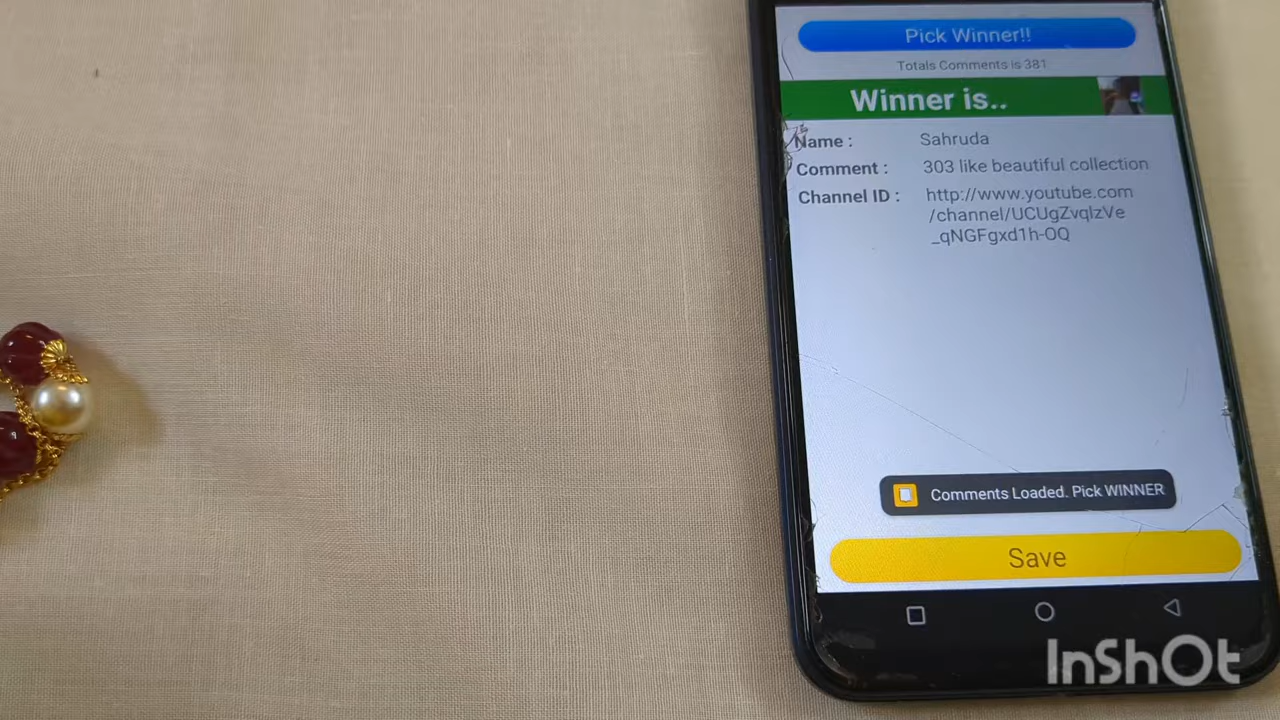 Pick Winner!!
Totals Comments is 381
Winner is..
Name : Sahruda
Comment : 303 like beautiful collection
Channel ID : http://www.youtube.com
/channel/UCUgZvqlzVe
_qNGFgxd1h-OQ
Comments Loaded. Pick WINNER
Save
InShOt